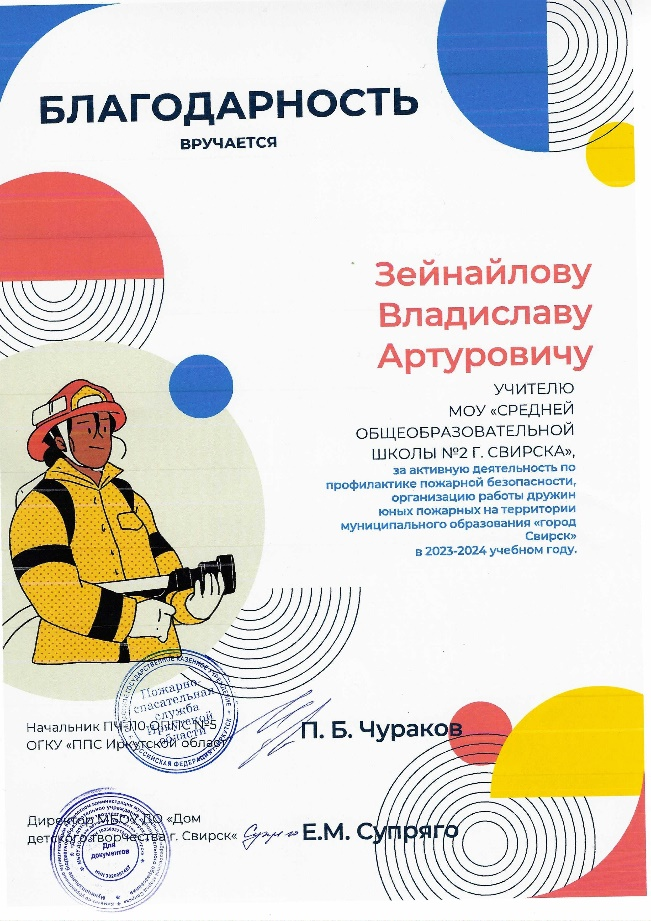 БЛАГОДАРНОСТЬ
ВРУЧАЕТСЯ
Зейнайлову
Владиславу
Артуровичу
УЧИТЕЛЮ
МОУ «СРЕДНЕЙ
ОБЩЕОБРАЗОВАТЕЛЬНОЙ
ШКОЛЫ №2 Г. СВИРСКА»,
за активную деятельность по
профилактике пожарной безопасности,
организацию работы дружин
юных пожарных на территории
муниципального образования «город
Свирск»
в 2023-2024 учебном году.
Пожарно-
спасательная
служба
Иркутской
области
Начальник ПЧ-110 ОППС №5
ОГКУ «ППС Иркутской област
П. Б. Чураков
Директор МБОУ ДО «Дом
детского творчества г. Свирск«
Е.М. Супряго
Для
документов